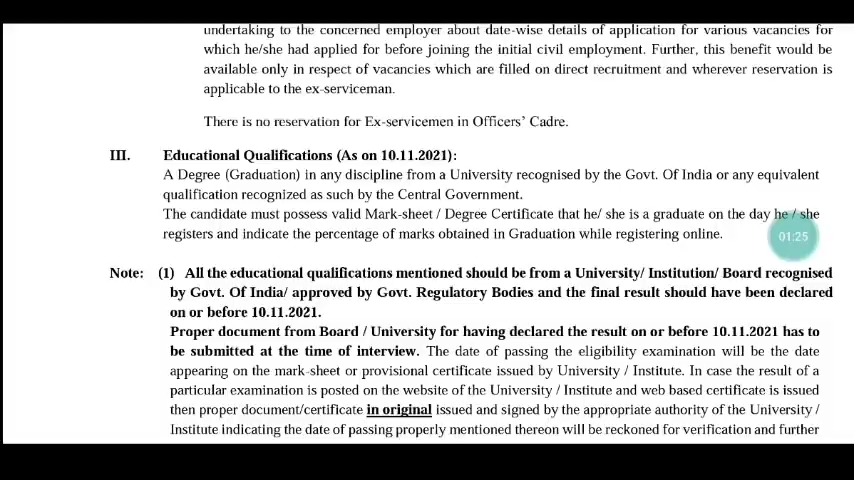 undertaking to the concerned employer about date-wise details of application for various vacancies for
which he/she had applied for before joining the initial civil employment. Further, this benefit would be
available only in respect of vacancies which are filled on direct recruitment and wherever reservation is
applicable to the ex-serviceman.
There is no reservation for Ex-servicemen in Officers' Cadre.
III. Educational Qualifications (As on 10.11.2021):
A Degree (Graduation) in any discipline from a University recognised by the Govt. Of India or any equivalent
qualification recognized as such by the Central Government.
The candidate must possess valid Mark-sheet / Degree Certificate that he/ she is a graduate on the day he / she
registers and indicate the percentage of marks obtained in Graduation while registering online.
01:25
Note: (1) All the educational qualifications mentioned should be from a University/ Institution/ Board recognised
by Govt. Of India/ approved by Govt. Regulatory Bodies and the final result should have been declared
on or before 10.11.2021.
Proper document from Board / University for having declared the result on or before 10.11.2021 has to
be submitted at the time of interview. The date of passing the eligibility examination will be the date
appearing on the mark-sheet or provisional certificate issued by University / Institute. In case the result of a
particular examination is posted on the website of the University / Institute and web based certificate is issued
then proper document/certificate in original issued and signed by the appropriate authority of the University /
Institute indicating the date of passing properly mentioned thereon will be reckoned for verification and further